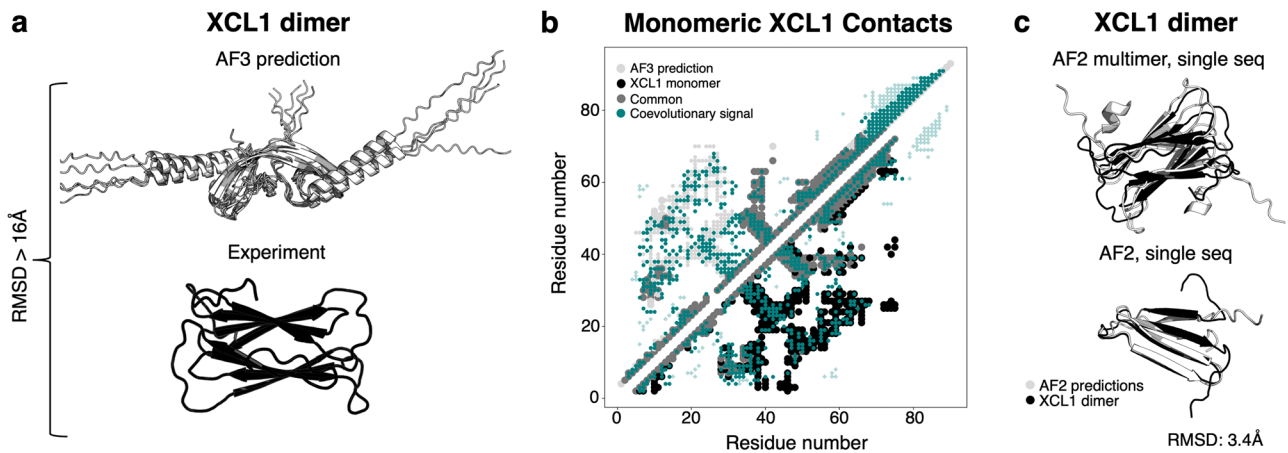 a
XCL1 dimer
AF3 prediction
RMSD > 16Å
Experiment
b
Monomeric XCL1 Contacts
AF3 prediction
XCL1 monomer
Common
Coevolutionary signal
Residue number
80
60
40
20
0
0 20 40 60 80
Residue number
c
XCL1 dimer
AF2 multimer, single seq
AF2, single seq
AF2 predictions
XCL1 dimer
RMSD: 3.4Å